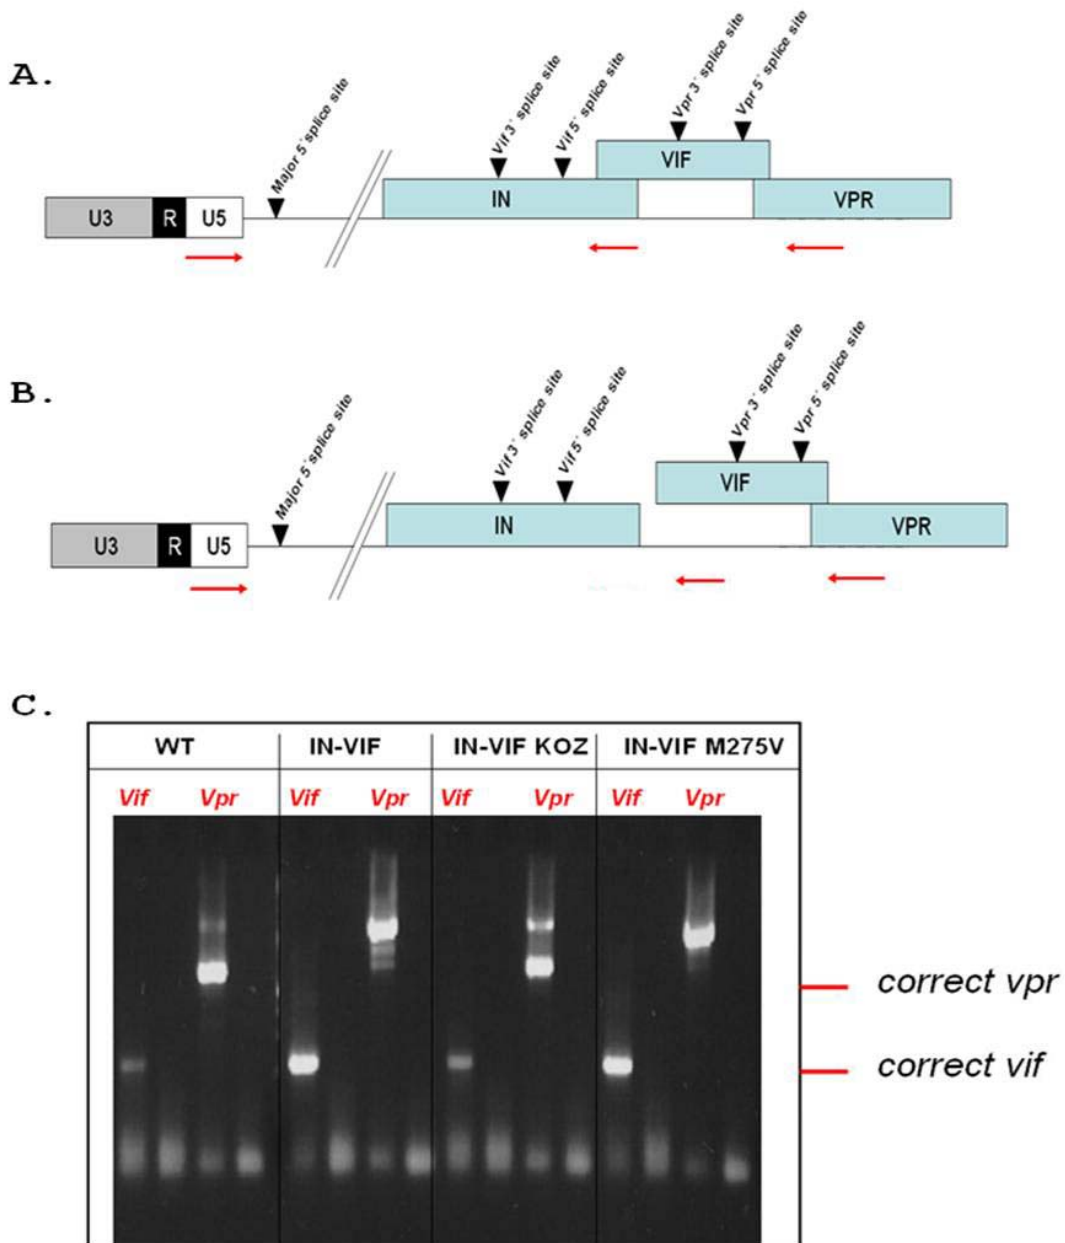 A.
Major 5` splice site
Vif 3` splice site
Vif 5` splice site
Vpr 3` splice site
Vpr 5` splice site
VIF
U3 R U5 IN VPR
B.
Major 5` splice site
Vif 3` splice site
Vif 5` splice site
Vpr 3` splice site
Vpr 5` splice site
VIF
U3 R U5 IN VPR
C.
WT IN-VIF IN-VIF KOZ IN-VIF M275V
Vif Vpr Vif Vpr Vif Vpr Vif Vpr
correct vpr
correct vif